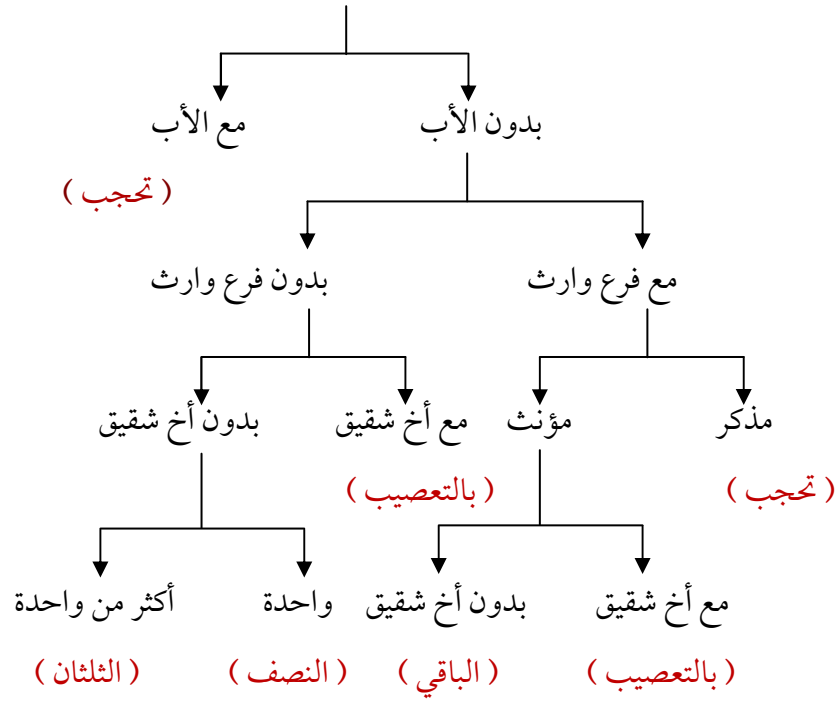 بدون الأب مع الأب
( تحجب )
مع فرع وارث بدون فرع وارث
مذكر مؤنث مع أخ شقيق بدون أخ شقيق
( تحجب ) ( بالتعصيب )
مع أخ شقيق بدون أخ شقيق واحدة أكثر من واحدة
( بالتعصيب ) ( الباقي ) ( النصف ) ( الثلثان )